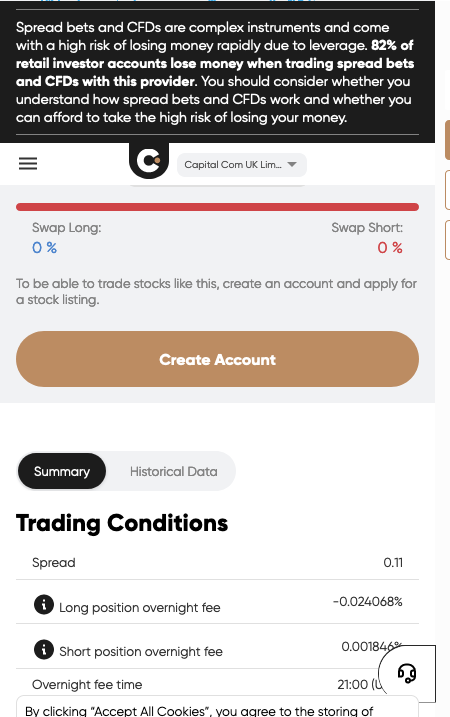 Spread bets and CFDs are complex instruments and come
with a high risk of losing money rapidly due to leverage. 82% of
retail investor accounts lose money when trading spread bets
and CFDs with this provider. You should consider whether you
understand how spread bets and CFDs work and whether you
can afford to take the high risk of losing your money.
Capital Com UK Lim...
Swap Long:
Swap Short:
0 %
0 %
To be able to trade stocks like this, create an account and apply for
a stock listing.
Create Account
Summary
Historical Data
Trading Conditions
Spread
0.11
Long position overnight fee
-0.024068%
Short position overnight fee
0.001846%
Overnight fee time
21:00 (U
By clicking “Accept All Cookies”, you agree to the storing of